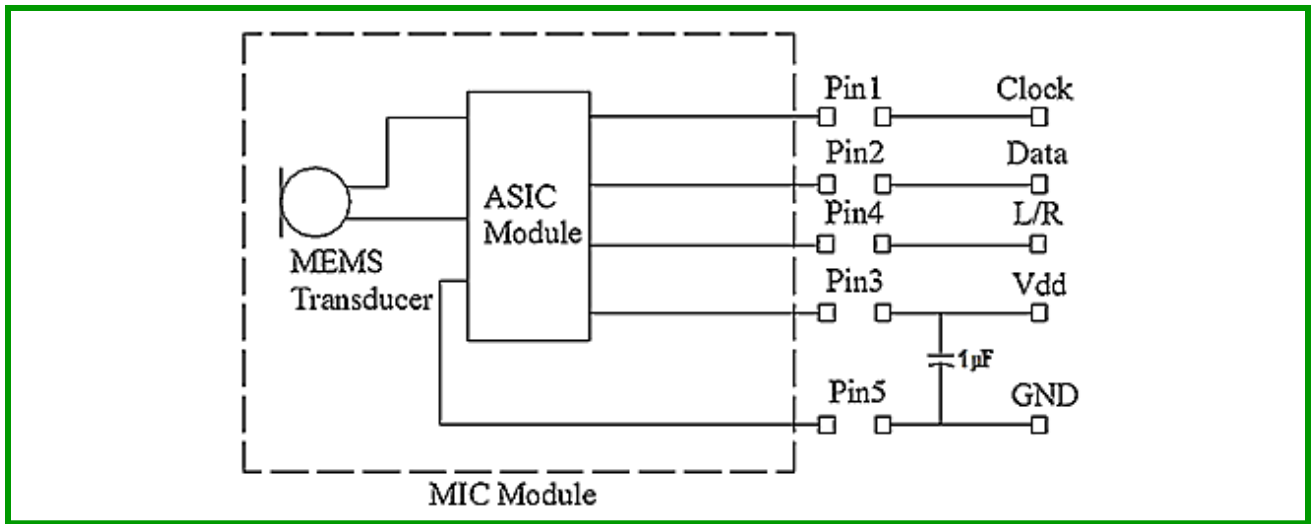 Pin1 Clock
Pin2 Data
ASIC
Module
Pin4 L/R
MEMS
Transducer
Pin3 Vdd
1µF
Pin5 GND
MIC Module